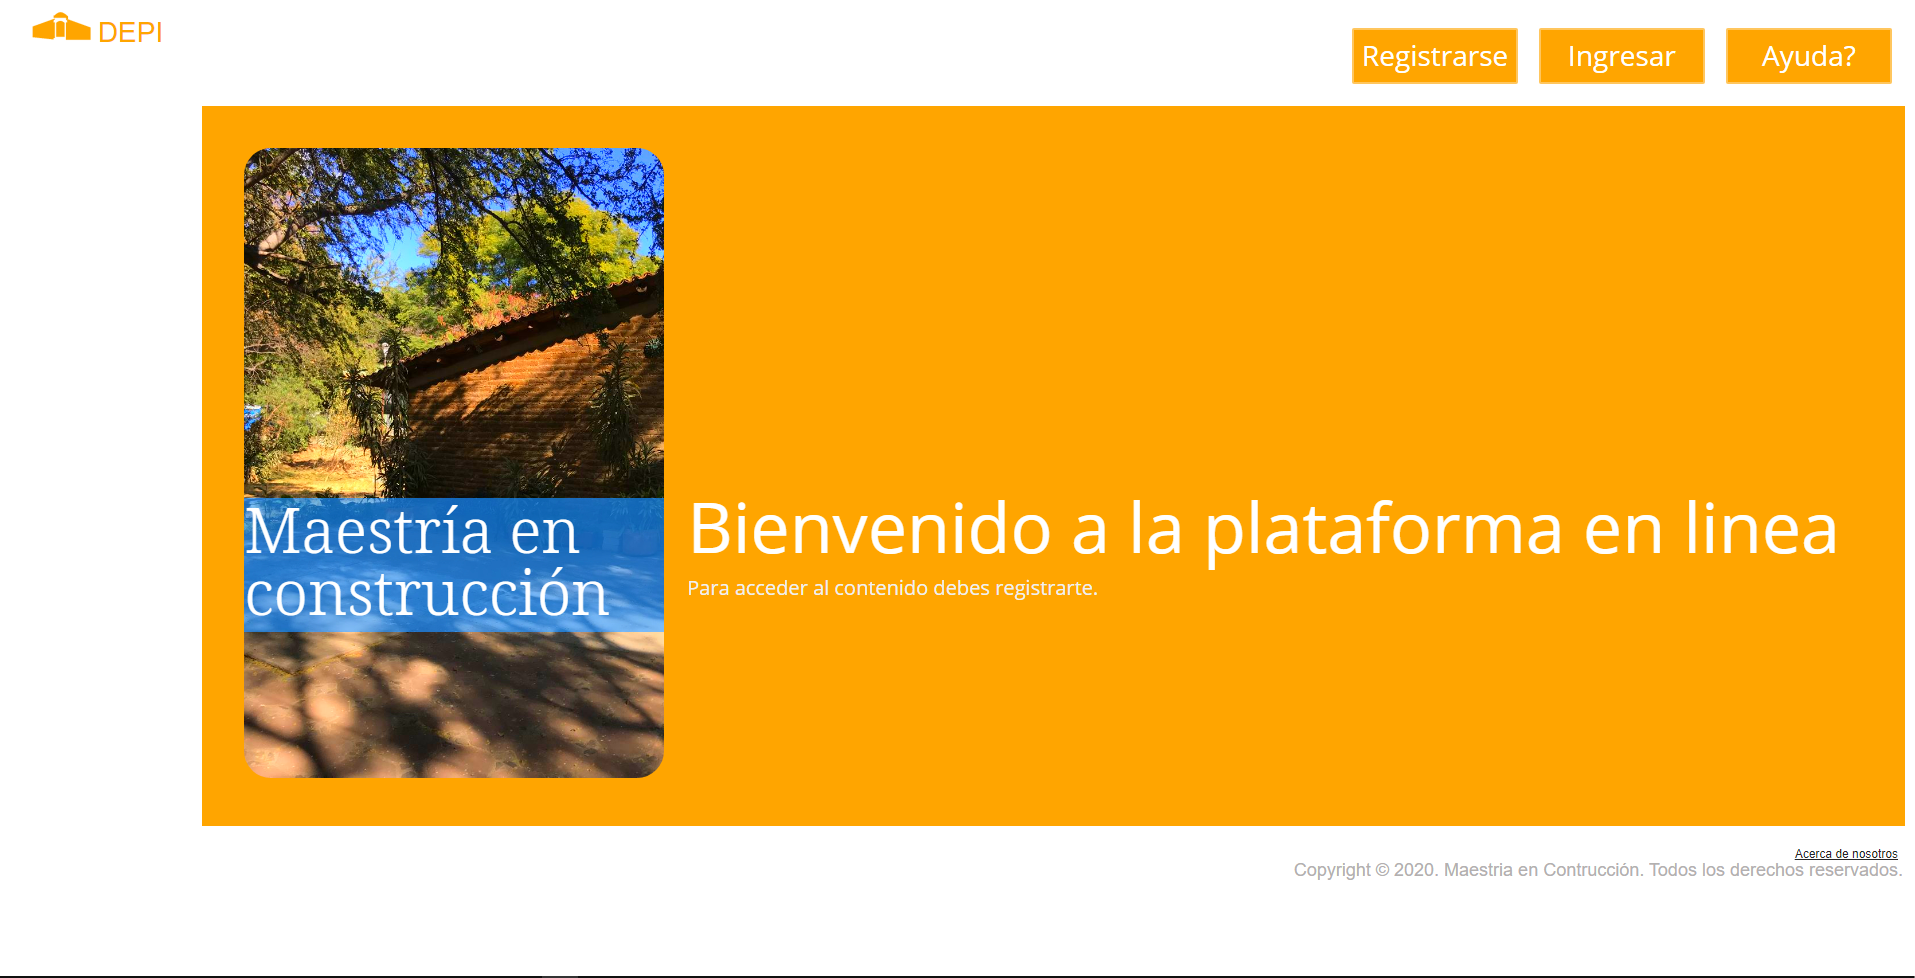 DEPI
Registrarse
Ingresar
Ayuda?
Maestría en
construcción
Bienvenido a la plataforma en linea
Para acceder al contenido debes registrarte.
Acerca de nosotros
Copyright © 2020. Maestria en Contrucción. Todos los derechos reservados.